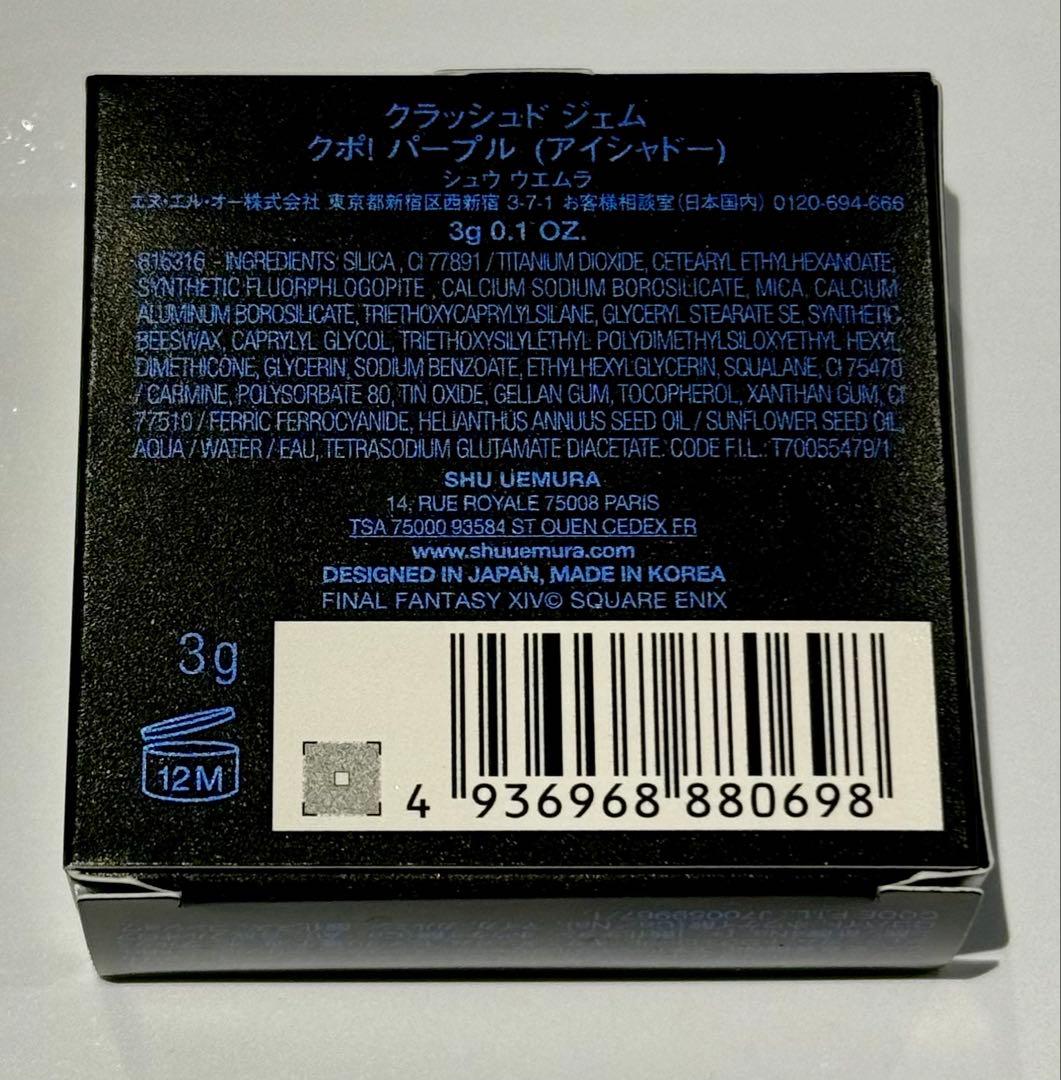 クラッシュド ジェム
クポ! パープル (アイシャドー)
シュウ ウエムラ
エヌ・エル・オー株式会社 東京都新宿区西新宿 3-7-1 お客様相談室(日本国内) 0120-694-666
3g 0.1 OZ.
816316 - INGREDIENTS: SILICA, CI 77891 / TITANIUM DIOXIDE, CETEARYL ETHYLHEXANOATE,
SYNTHETIC FLUORPHLOGOPITE, CALCIUM SODIUM BOROSILICATE, MICA, CALCIUM
ALUMINUM BOROSILICATE, TRIETHOXYCAPRYLYLSILANE, GLYCERYL STEARATE SE, SYNTHETIC
BEESWAX, CAPRYLYL GLYCOL, TRIETHOXYSILYLETHYL POLYDIMETHYLSILOXYETHYL HEXYL
DIMETHICONE, GLYCERIN, SODIUM BENZOATE, ETHYLHEXYLGLYCERIN, SQUALANE, CI 75470
/ CARMINE, POLYSORBATE 80, TIN OXIDE, GELLAN GUM, TOCOPHEROL, XANTHAN GUM, CI
77510 / FERRIC FERROCYANIDE, HELIANTHUS ANNUUS SEED OIL / SUNFLOWER SEED OIL,
AQUA / WATER / EAU, TETRASODIUM GLUTAMATE DIACETATE. CODE F.I.L.: T70055479/1.
SHU UEMURA
14, RUE ROYALE 75008 PARIS
TSA 75000 93584 ST OUEN CEDEX FR
www.shuuemura.com
DESIGNED IN JAPAN, MADE IN KOREA
FINAL FANTASY XIV© SQUARE ENIX
3g
12M
4 936968 880698